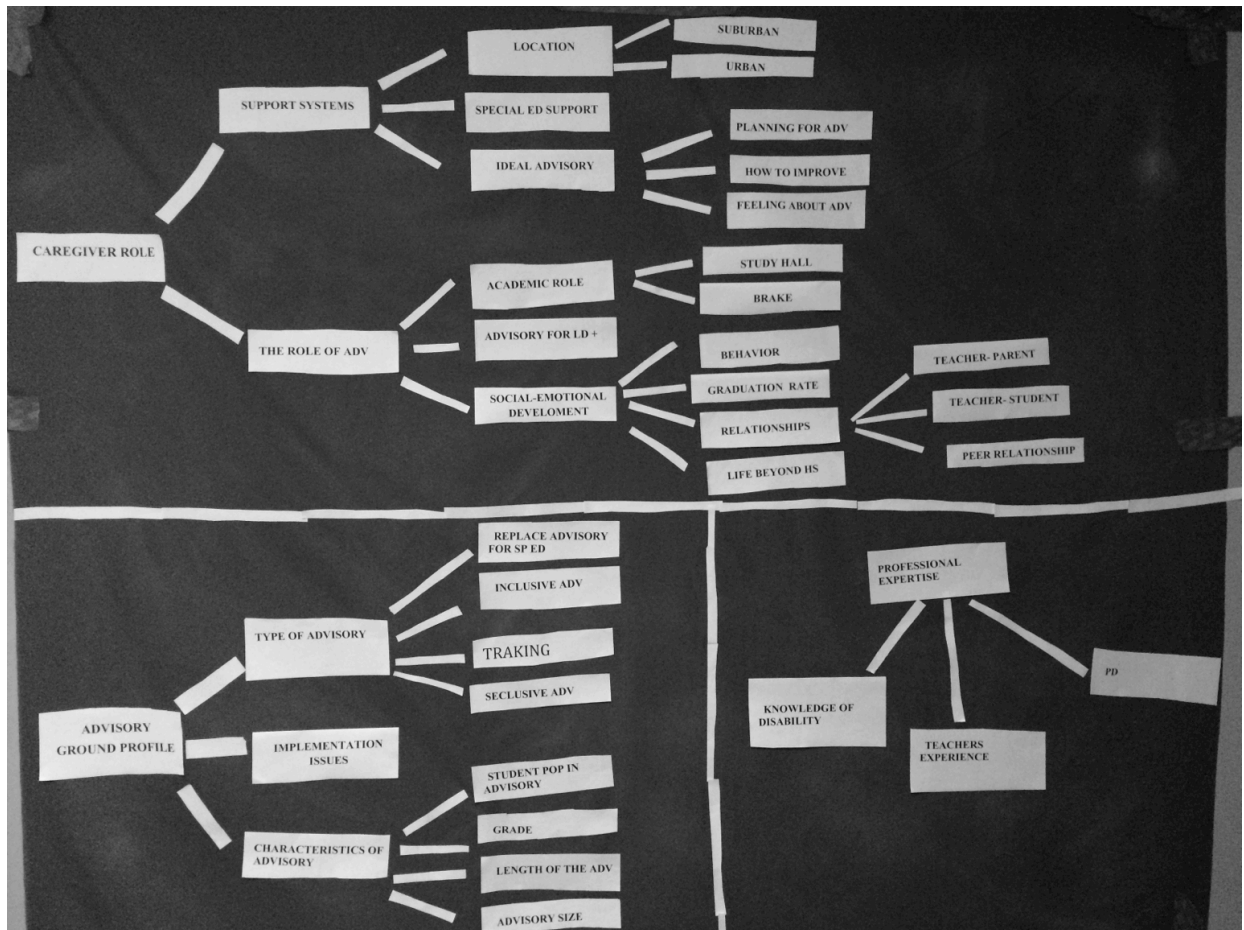 CAREGIVER ROLE
SUPPORT SYSTEMS
LOCATION
SUBURBAN
URBAN
SPECIAL ED SUPPORT
IDEAL ADVISORY
PLANNING FOR ADV
HOW TO IMPROVE
FEELING ABOUT ADV
THE ROLE OF ADV
ACADEMIC ROLE
STUDY HALL
BRAKE
ADVISORY FOR LD +
SOCIAL-EMOTIONAL
DEVELOMENT
BEHAVIOR
GRADUATION RATE
RELATIONSHIPS
TEACHER- PARENT
TEACHER- STUDENT
PEER RELATIONSHIP
LIFE BEYOND HS
ADVISORY
GROUND PROFILE
TYPE OF ADVISORY
REPLACE ADVISORY
FOR SP ED
INCLUSIVE ADV
TRAKING
SECLUSIVE ADV
IMPLEMENTATION
ISSUES
CHARACTERISTICS OF
ADVISORY
STUDENT POP IN
ADVISORY
GRADE
LENGTH OF THE ADV
ADVISORY SIZE
PROFESSIONAL
EXPERTISE
KNOWLEDGE OF
DISABILITY
TEACHERS
EXPERIENCE
PD